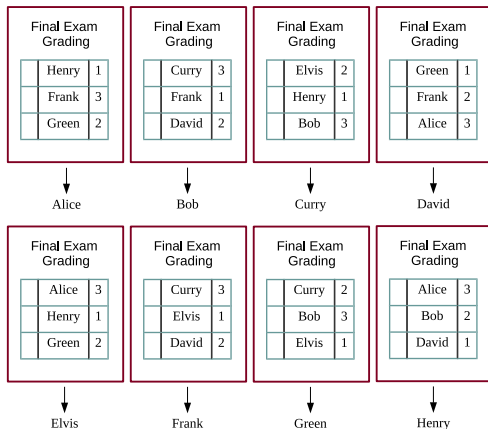 Final Exam
Grading
Henry 1
Frank 3
Green 2
Alice
Final Exam
Grading
Curry 3
Frank 1
David 2
Bob
Final Exam
Grading
Elvis 2
Henry 1
Bob 3
Curry
Final Exam
Grading
Green 1
Frank 2
Alice 3
David
Final Exam
Grading
Alice 3
Henry 1
Green 2
Elvis
Final Exam
Grading
Curry 3
Elvis 1
David 2
Frank
Final Exam
Grading
Curry 2
Bob 3
Elvis 1
Green
Final Exam
Grading
Alice 3
Bob 2
David 1
Henry